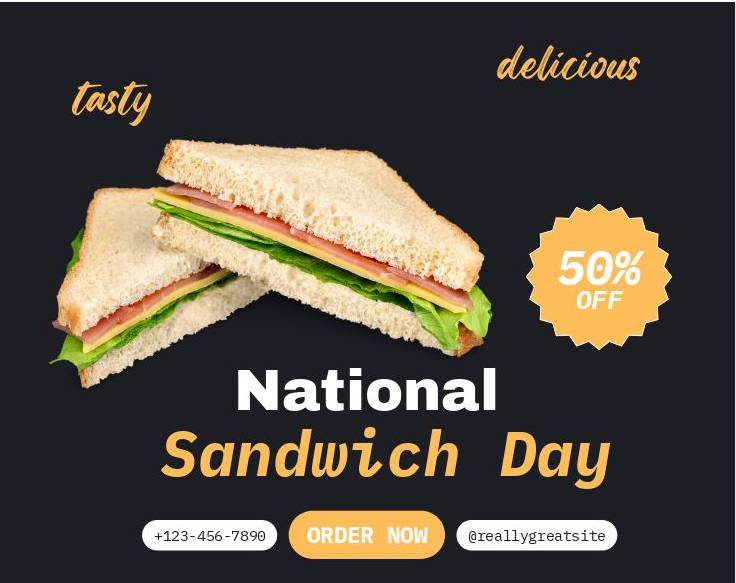 delicious
tasty
50%
OFF
National
Sandwich Day
+123-456-7890
ORDER NOW
@reallygreatsite